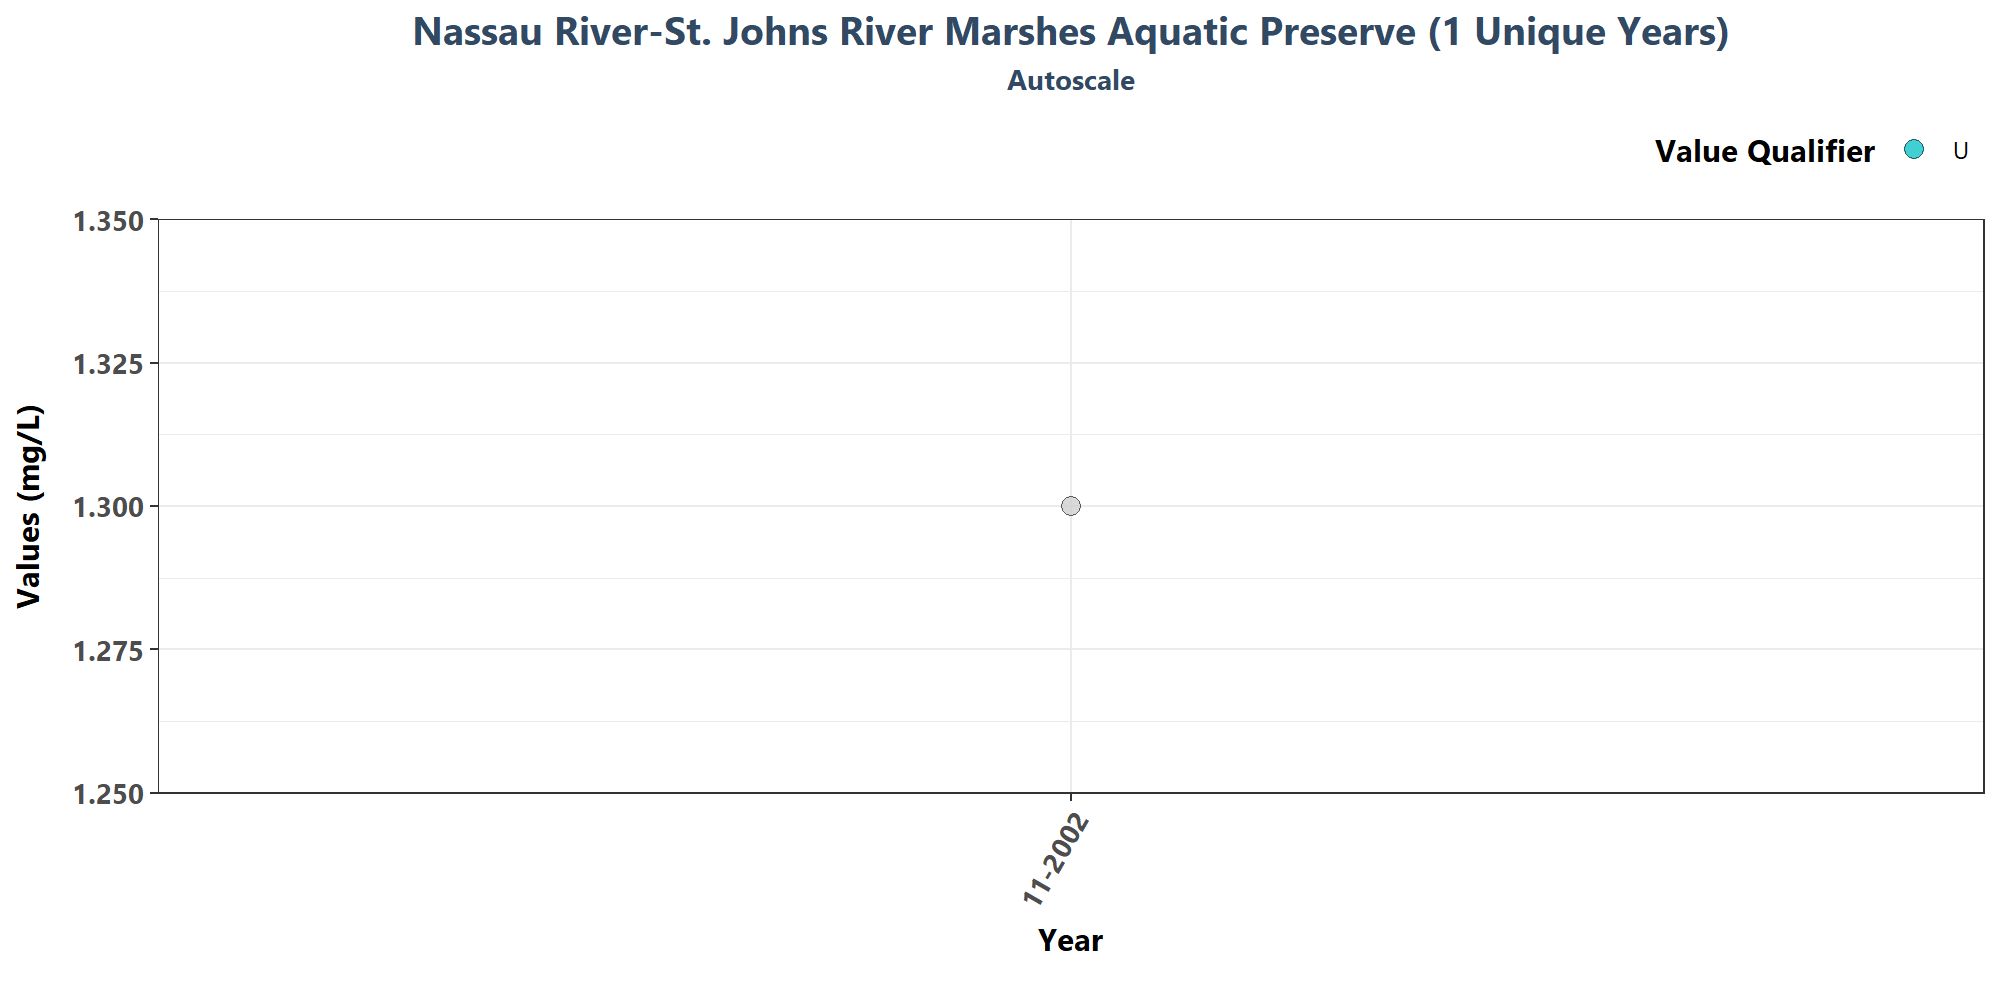 Nassau River-St. Johns River Marshes Aquatic Preserve (1 Unique Years)
Autoscale
Value Qualifier U
1.350
1.325
1.300
1.275
1.250
Values (mg/L)
11-2002
Year